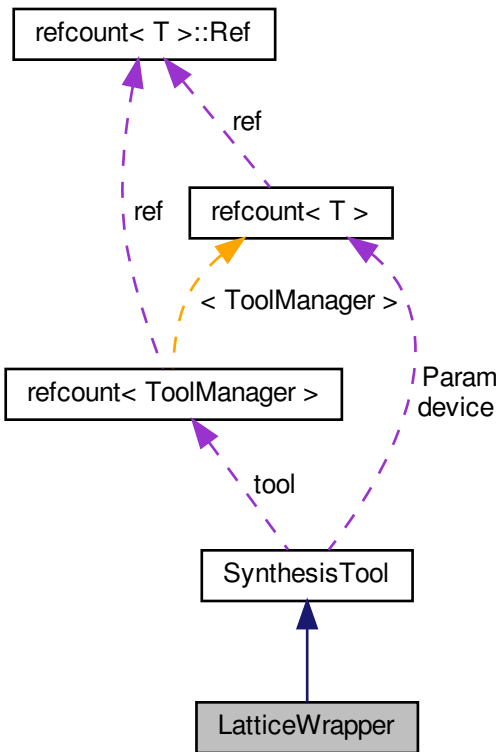 refcount< T >::Ref
ref
refcount< T >
ref
< ToolManager >
refcount< ToolManager >
Param
device
tool
SynthesisTool
LatticeWrapper